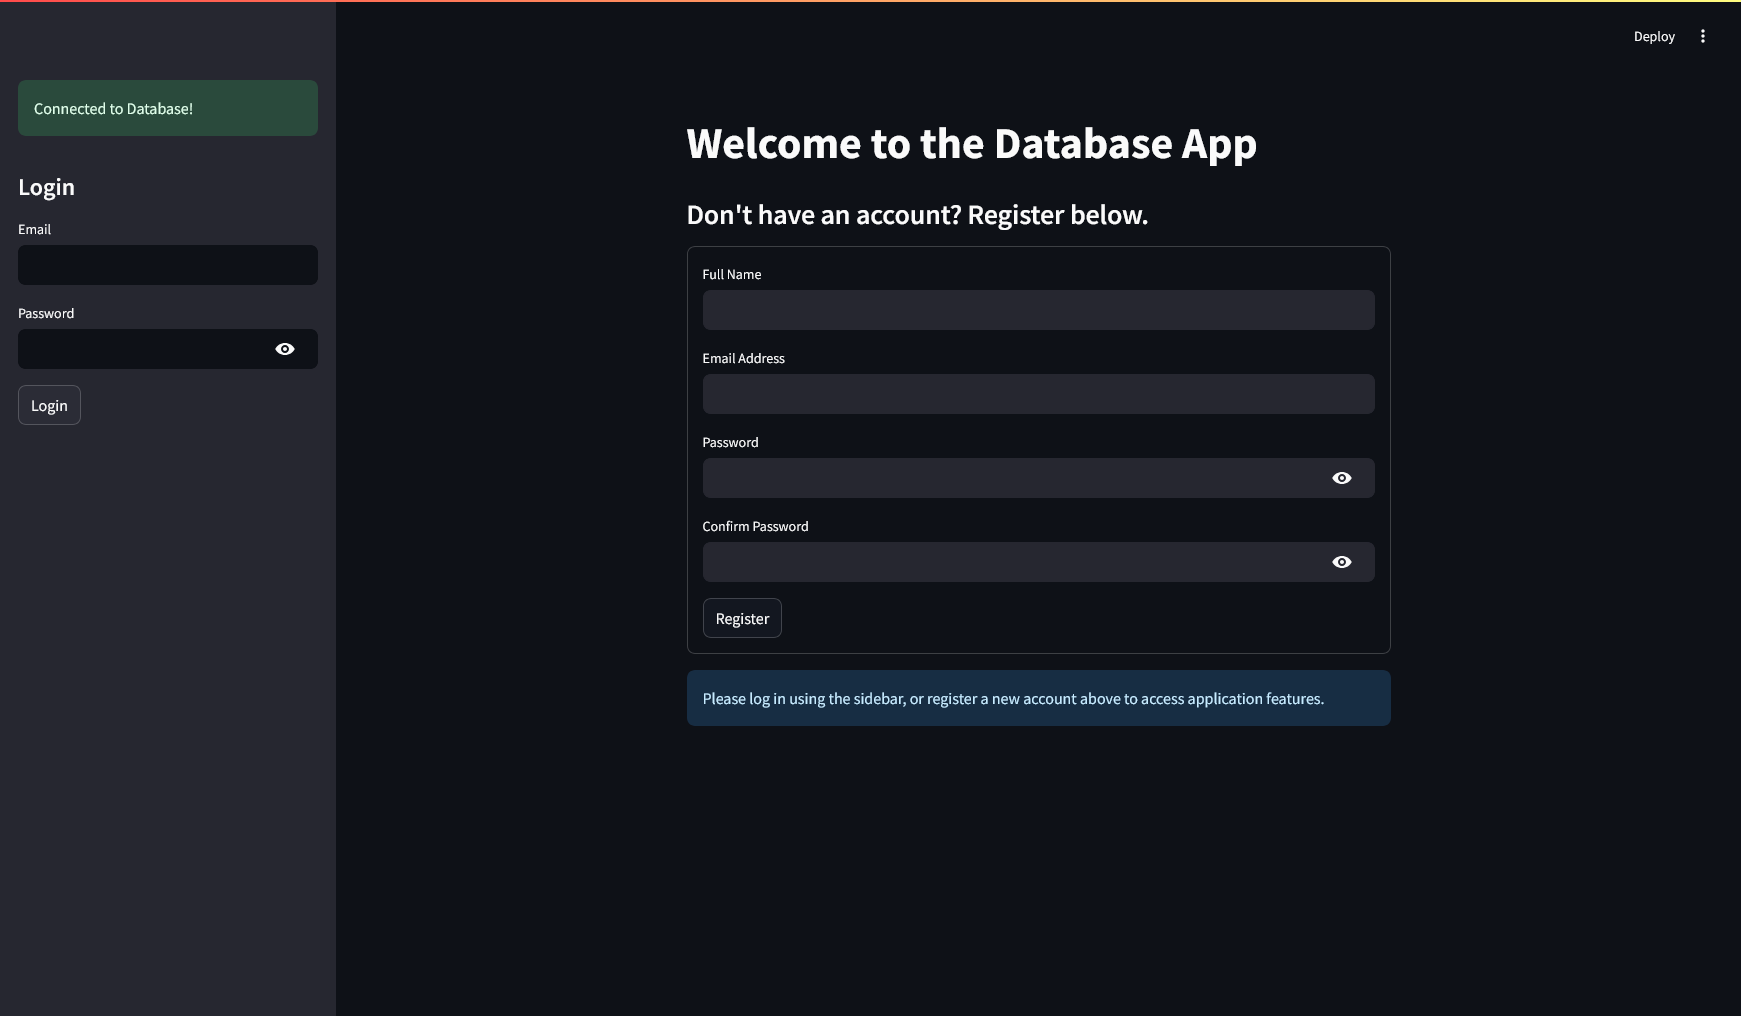 Deploy
Connected to Database!
Login
Email
Password
Login
Welcome to the Database App
Don't have an account? Register below.
Full Name
Email Address
Password
Confirm Password
Register
Please log in using the sidebar, or register a new account above to access application features.